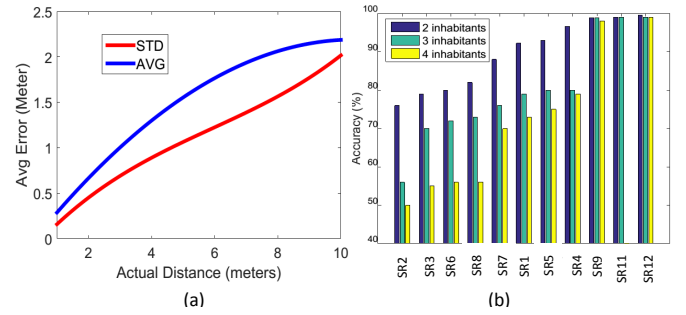 2.5
2
1.5
1
0.5
0
Avg Error (Meter)
STD
AVG
2 4 6 8 10
Actual Distance (meters)
(a)
100
90
80
70
60
50
40
Accuracy (%)
2 inhabitants
3 inhabitants
4 inhabitants
SR2 SR3 SR6 SR8 SR7 SR1 SR5 SR4 SR9 SR11 SR12
(b)